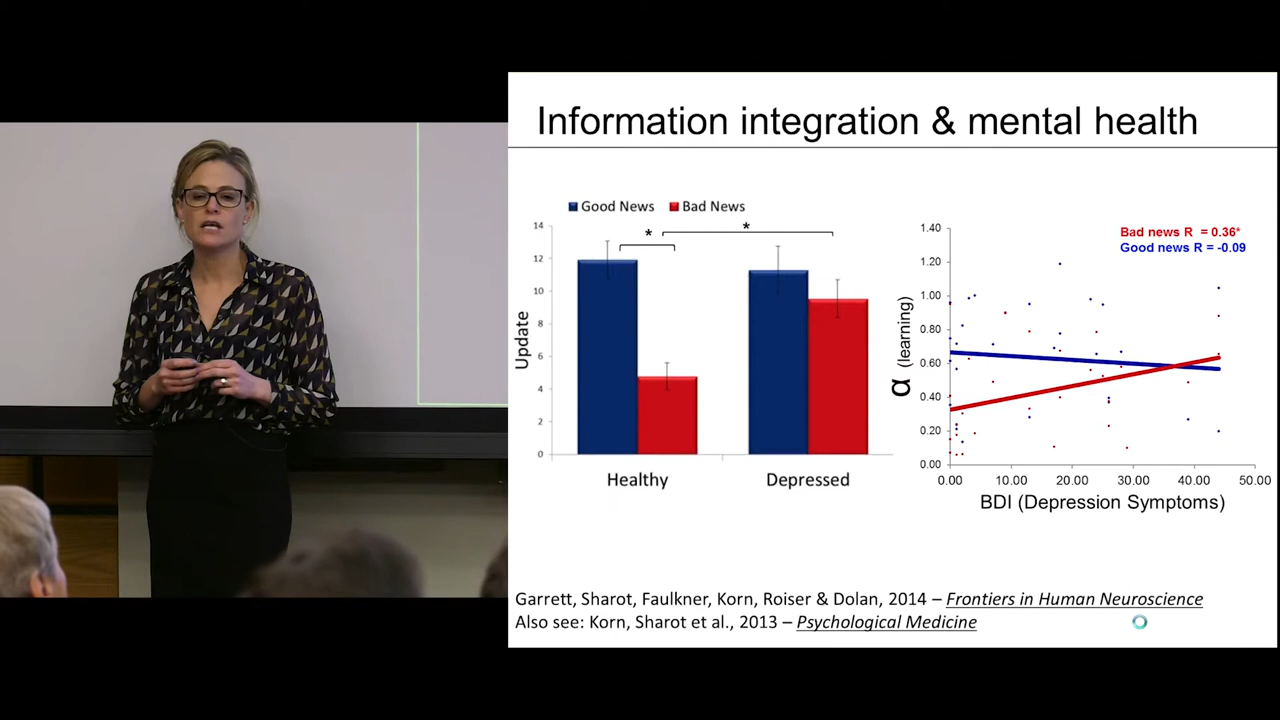 Information integration & mental health
Good News
Bad News
*
*
Update
14
12
10
8
6
4
2
0
Healthy
Depressed
Bad news R = 0.36*
Good news R = -0.09
α (learning)
1.40
1.20
1.00
0.80
0.60
0.40
0.20
0.00
0.00 10.00 20.00 30.00 40.00 50.00
BDI (Depression Symptoms)
Garrett, Sharot, Faulkner, Korn, Roiser & Dolan, 2014 – Frontiers in Human Neuroscience
Also see: Korn, Sharot et al., 2013 – Psychological Medicine